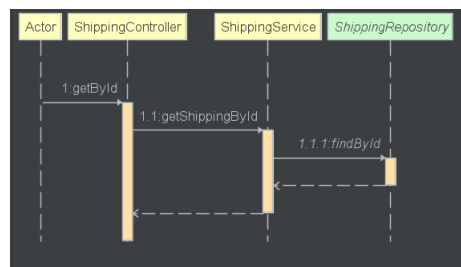 Actor ShippingController ShippingService ShippingRepository
1:getById
1.1:getShippingById
1.1.1:findById